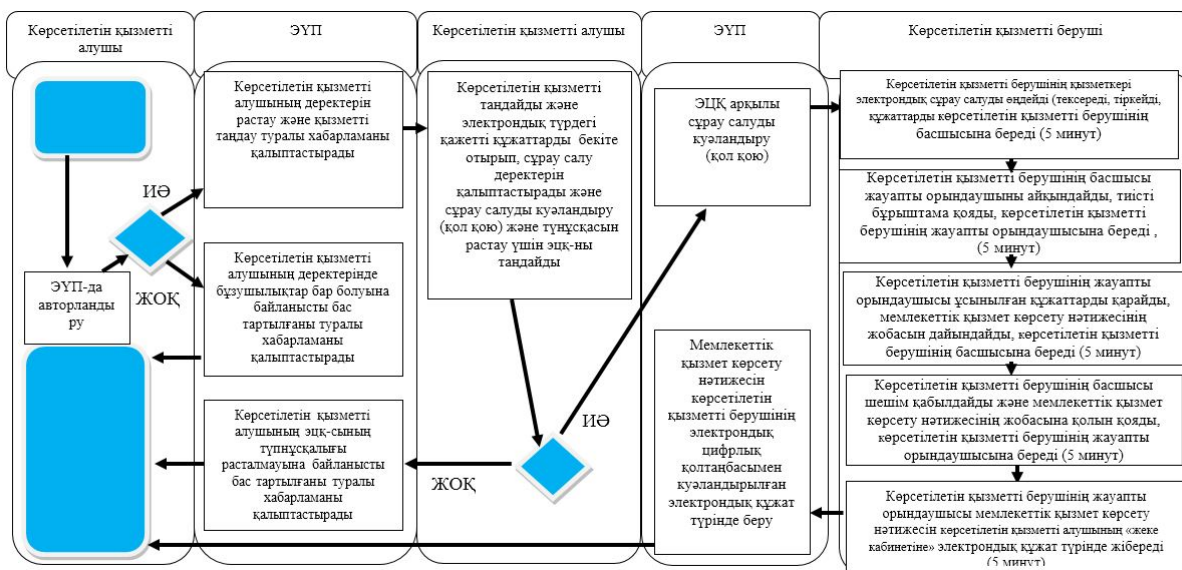 Көрсетілетін қызметті
алушы
ЭҮП
Көрсетілетін қызметті алушы
ЭҮП
Көрсетілетін қызметті беруші
ЭҮП-да
авторланды
ру
ИӘ
ЖОҚ
Көрсетілетін қызметті
алушының деректерін
растау және қызметті
таңдау туралы хабарламаны
қалыптастырады
Көрсетілетін қызметті
алушының деректерінде
бұзушылықтар бар болуына
байланысты бас
тартылғаны туралы
хабарламаны
қалыптастырады
Көрсетілетін қызметті
алушының эцқ-сының
түпнұсқалығы
расталмауына байланысты
бас тартылғаны туралы
хабарламаны
қалыптастырады
Көрсетілетін қызметті
таңдайды және
электрондық түрдегі
қажетті құжаттарды бекіте
отырып, сұрау салу
деректерін
қалыптастырады және
сұрау салуды куәландыру
(қол қою) және түнұсқасын
растау үшін эцқ-ны
таңдайды
ИӘ
ЖОҚ
ЭЦҚ арқылы
сұрау салуды
куәландыру
(қол қою)
Мемлекеттік
қызмет көрсету
нәтижесін
көрсетілетін
қызметті берушінің
электрондық
цифрлық
қолтаңбасымен
куәландырылған
электрондық құжат
түрінде беру
Көрсетілетін қызметті берушінің қызметкері
электрондық сұрау салуды өңдейді (тексереді, тіркейді,
құжаттарды көрсетілетін қызметті берушінің
басшысына береді (5 минут)
Көрсетілетін қызметті берушінің басшысы
жауапты орындаушыны айқындайды, тиісті
бұрыштама қояды, көрсетілетін қызметті
берушінің жауапты орындаушысына береді ,
(5 минут)
Көрсетілетін қызметті берушінің жауапты
орындаушысы ұсынылған құжаттарды қарайды,
мемлекеттік қызмет көрсету нәтижесінің
жобасын дайындайды, көрсетілетін қызметті
берушінің басшысына береді (5 минут)
Көрсетілетін қызметті берушінің басшысы
шешім қабылдайды және мемлекеттік қызмет
көрсету нәтижесінің жобасына қолын қояды,
көрсетілетін қызметті берушінің жауапты
орындаушысына береді (5 минут)
Көрсетілетін қызметті берушінің жауапты
орындаушысы мемлекеттік қызмет көрсету
нәтижесін көрсетілетін қызметті алушының «жеке
кабинетіне» электрондық құжат түрінде жібереді
(5 минут)